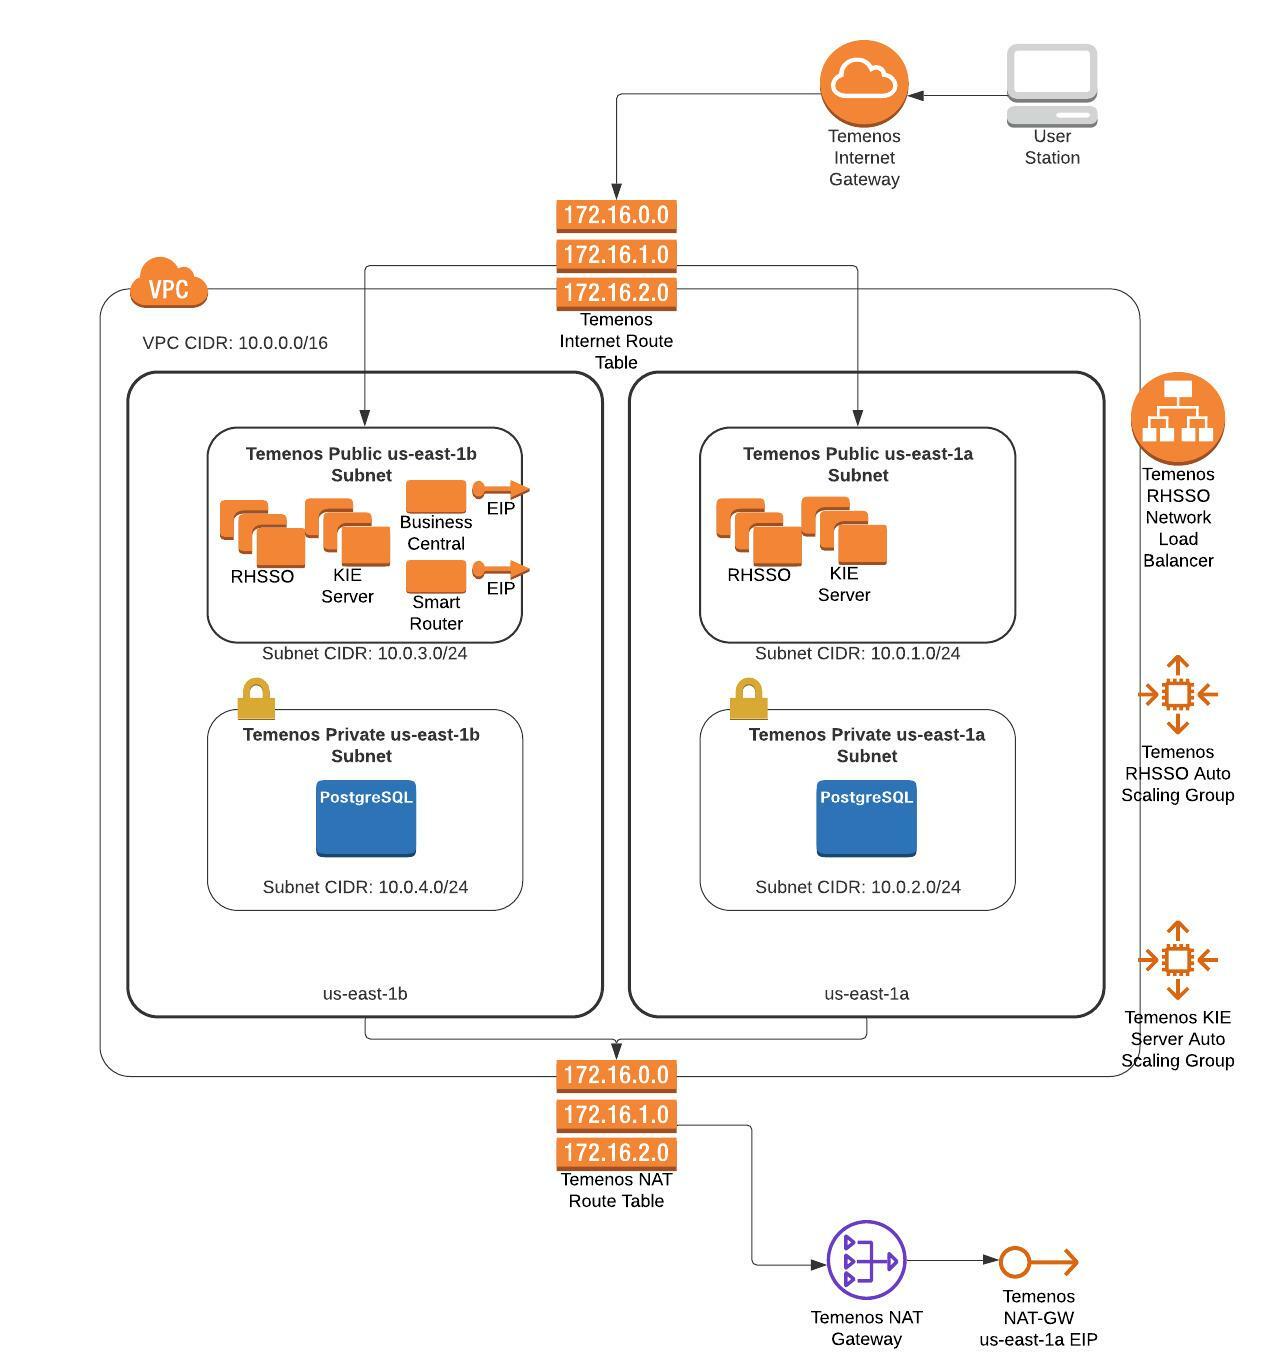 Temenos
Internet
Gateway
User
Station
172.16.0.0
172.16.1.0
172.16.2.0
Temenos
Internet Route
Table
VPC
VPC CIDR: 10.0.0.0/16
Temenos Public us-east-1b
Subnet
RHSSO
KIE
Server
Business
Central
EIP
Smart
Router
EIP
Subnet CIDR: 10.0.3.0/24
Temenos Public us-east-1a
Subnet
RHSSO
KIE
Server
Subnet CIDR: 10.0.1.0/24
Temenos Private us-east-1b
Subnet
PostgreSQL
Subnet CIDR: 10.0.4.0/24
us-east-1b
Temenos Private us-east-1a
Subnet
PostgreSQL
Subnet CIDR: 10.0.2.0/24
us-east-1a
Temenos
RHSSO
Network
Load
Balancer
Temenos
RHSSO Auto
Scaling Group
Temenos KIE
Server Auto
Scaling Group
172.16.0.0
172.16.1.0
172.16.2.0
Temenos NAT
Route Table
Temenos NAT
Gateway
Temenos
NAT-GW
us-east-1a EIP